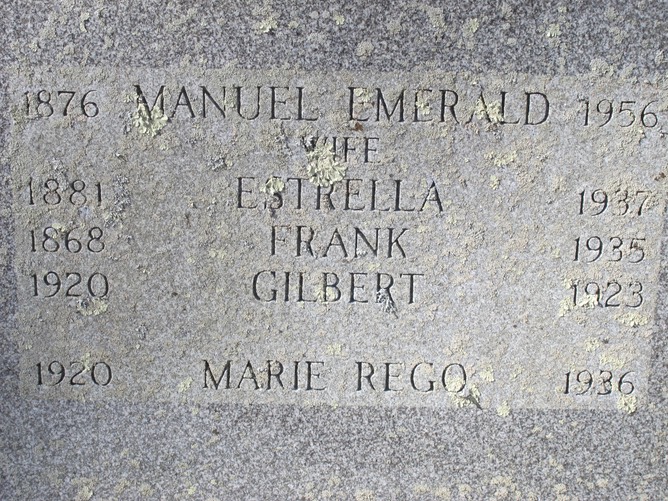 1876 MANUEL EMERALD 1956
WIFE
1881 ESTRELLA 1937
1868 FRANK 1935
1920 GILBERT 1923
1920 MARIE REGO 1936